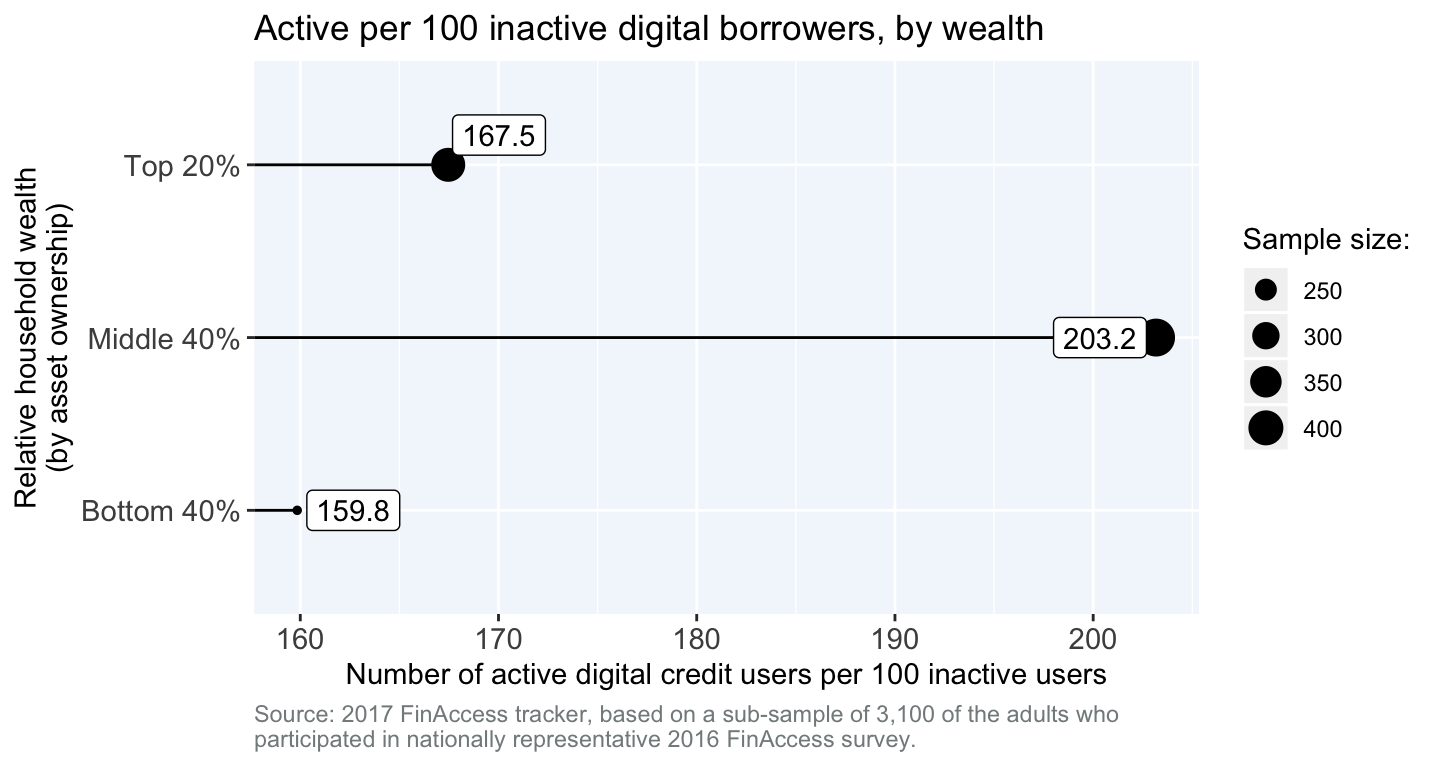 Active per 100 inactive digital borrowers, by wealth
Relative household wealth
(by asset ownership)
Top 20%
167.5
Middle 40%
203.2
Bottom 40%
159.8
160
170
180
190
200
Number of active digital credit users per 100 inactive users
Sample size:
250
300
350
400
Source: 2017 FinAccess tracker, based on a sub-sample of 3,100 of the adults who
participated in nationally representative 2016 FinAccess survey.